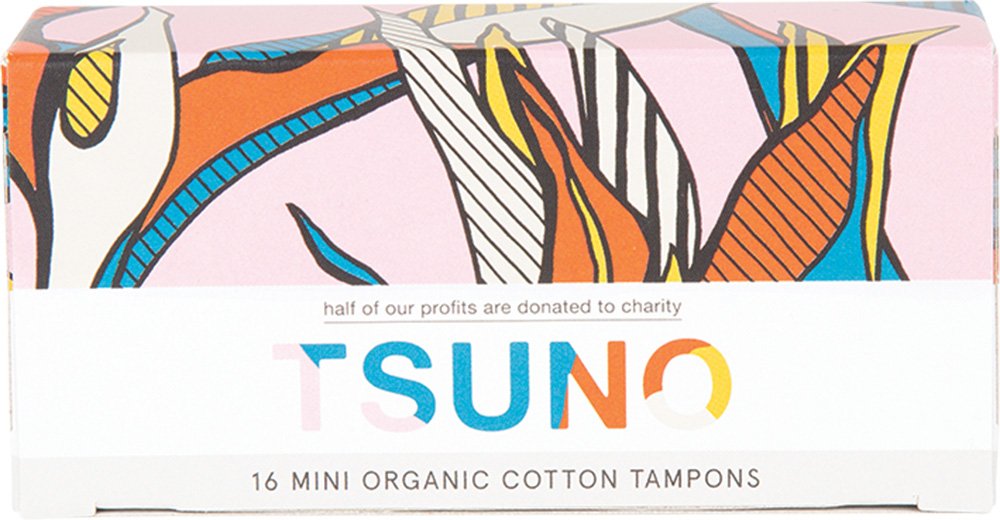 half of our profits are donated to charity
TSUNO
16 MINI ORGANIC COTTON TAMPONS